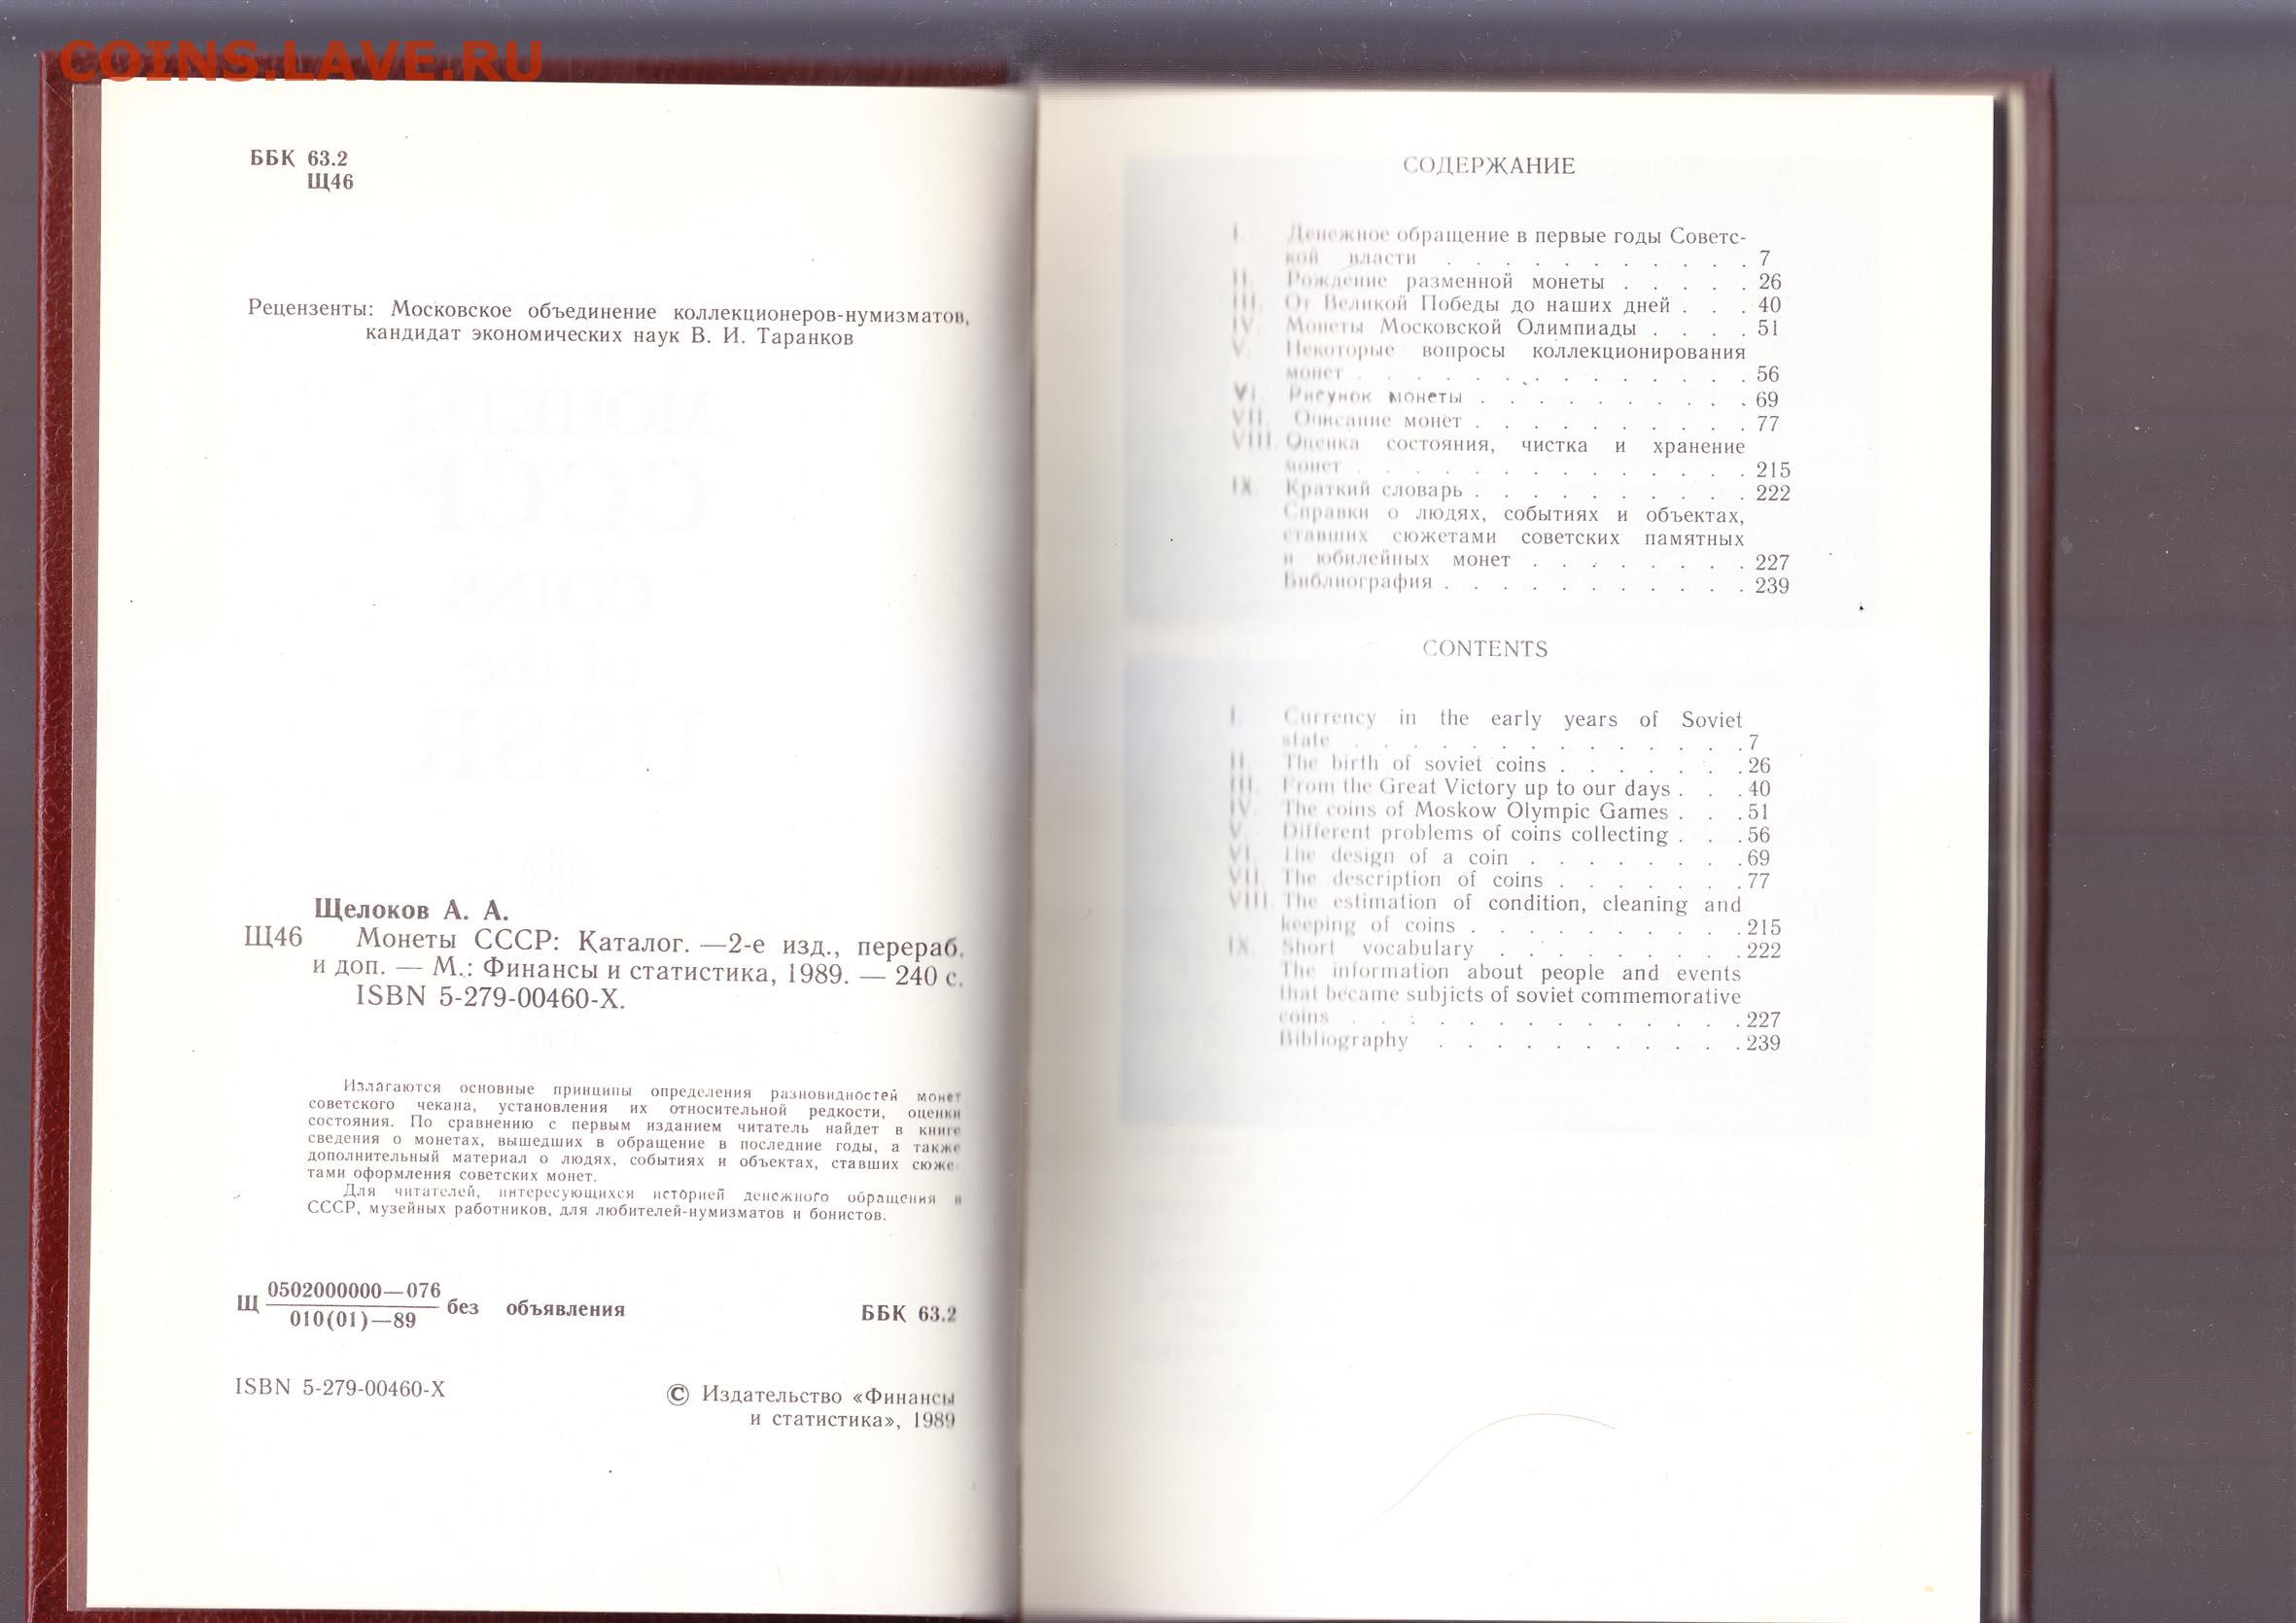 COINS.LAVE.RU
ББК 63.2
Щ46
Рецензенты: Московское объединение коллекционеров-нумизматов,
кандидат экономических наук В. И. Таранков
Щелоков А. А.
Щ46 Монеты СССР: Каталог. —2-е изд., перераб.
и доп. — М.: Финансы и статистика, 1989. — 240 с.
ISBN 5-279-00460-X.
Излагаются основные принципы определения разновидностей монет
советского чекана, установления их относительной редкости, оценки
состояния. По сравнению с первым изданием читатель найдет в книге
сведения о монетах, вышедших в обращение в последние годы, а также
дополнительный материал о людях, событиях и объектах, ставших сюже-
тами оформления советских монет.
Для читателей, интересующихся историей денежного обращения в
СССР, музейных работников, для любителей-нумизматов и бонистов.
0502000000—076
Щ без объявления ББК 63.2
010(01)—89
ISBN 5-279-00460-X
© Издательство «Финансы
и статистика», 1989
СОДЕРЖАНИЕ
I. Денежное обращение в первые годы Советс-
кой власти . . . . . . . . . . . 7
II. Рождение разменной монеты . . . . . 26
III. От Великой Победы до наших дней . . . 40
IV. Монеты Московской Олимпиады . . . . 51
V. Некоторые вопросы коллекционирования
монет . . . . . . . . . . . . . . 56
VI. Рисунок монеты . . . . . . . . . . 69
VII. Описание монет . . . . . . . . . . 77
VIII. Оценка состояния, чистка и хранение
монет . . . . . . . . . . . . . . 215
IX. Краткий словарь . . . . . . . . . . 222
Справки о людях, событиях и объектах,
ставших сюжетами советских памятных
и юбилейных монет . . . . . . . . 227
Библиография . . . . . . . . . . . 239
CONTENTS
I. Currency in the early years of Soviet
state . . . . . . . . . . . . . . 7
II. The birth of soviet coins . . . . . . . 26
III. From the Great Victory up to our days . . . 40
IV. The coins of Moskow Olympic Games . . . 51
V. Different problems of coins collecting . . . 56
VI. The design of a coin . . . . . . . . 69
VII. The description of coins . . . . . . . 77
VIII. The estimation of condition, cleaning and
keeping of coins . . . . . . . . . . 215
IX. Short vocabulary . . . . . . . . . 222
The information about people and events
that became subjicts of soviet commemorative
coins . . . . . . . . . . . . . . 227
Bibliography . . . . . . . . . . . 239